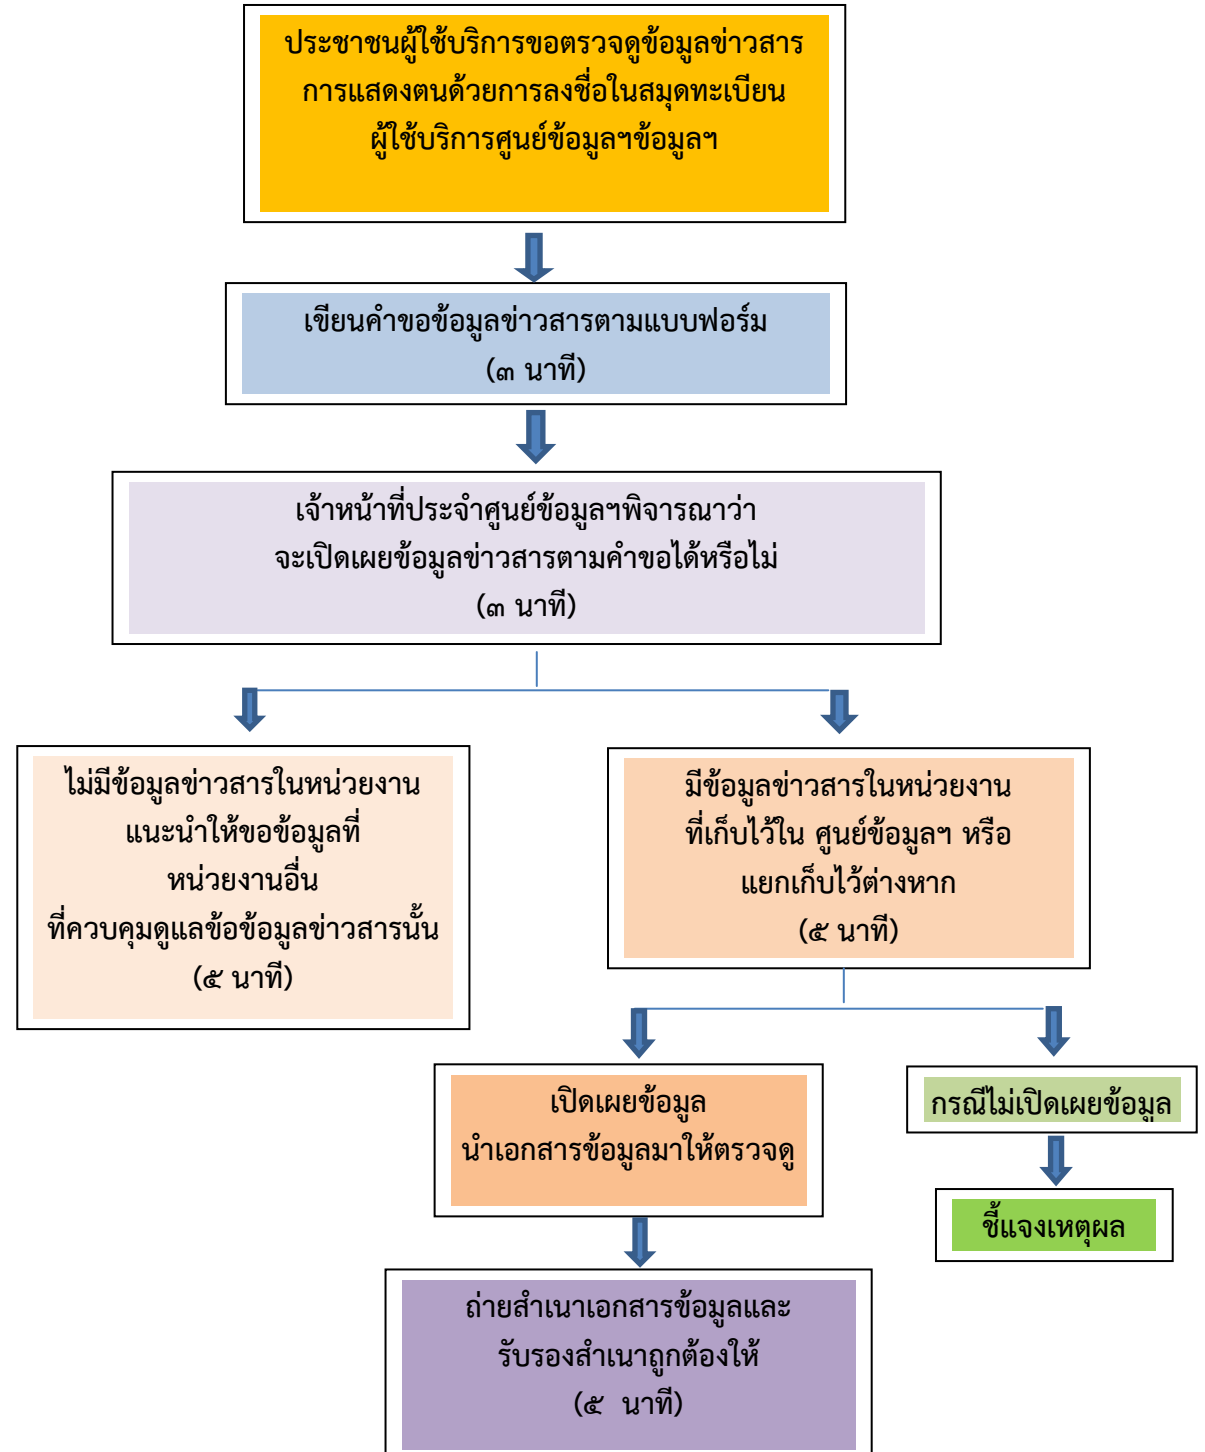 ประชาชนผู้ใช้บริการขอตรวจดูข้อมูลข่าวสาร
การแสดงตนด้วยการลงชื่อในสมุดทะเบียน
ผู้ใช้บริการศูนย์ข้อมูลฯข้อมูลฯ
เขียนคำขอข้อมูลข่าวสารตามแบบฟอร์ม
(๓ นาที)
เจ้าหน้าที่ประจำศูนย์ข้อมูลฯพิจารณาว่า
จะเปิดเผยข้อมูลข่าวสารตามคำขอได้หรือไม่
(๓ นาที)
ไม่มีข้อมูลข่าวสารในหน่วยงาน
แนะนำให้ขอข้อมูลที่
หน่วยงานอื่น
ที่ควบคุมดูแลข้อข้อมูลข่าวสารนั้น
(๕ นาที)
มีข้อมูลข่าวสารในหน่วยงาน
ที่เก็บไว้ใน ศูนย์ข้อมูลฯ หรือ
แยกเก็บไว้ต่างหาก
(๕ นาที)
เปิดเผยข้อมูล
นำเอกสารข้อมูลมาให้ตรวจดู
กรณีไม่เปิดเผยข้อมูล
ชี้แจงเหตุผล
ถ่ายสำเนาเอกสารข้อมูลและ
รับรองสำเนาถูกต้องให้
(๕ นาที)